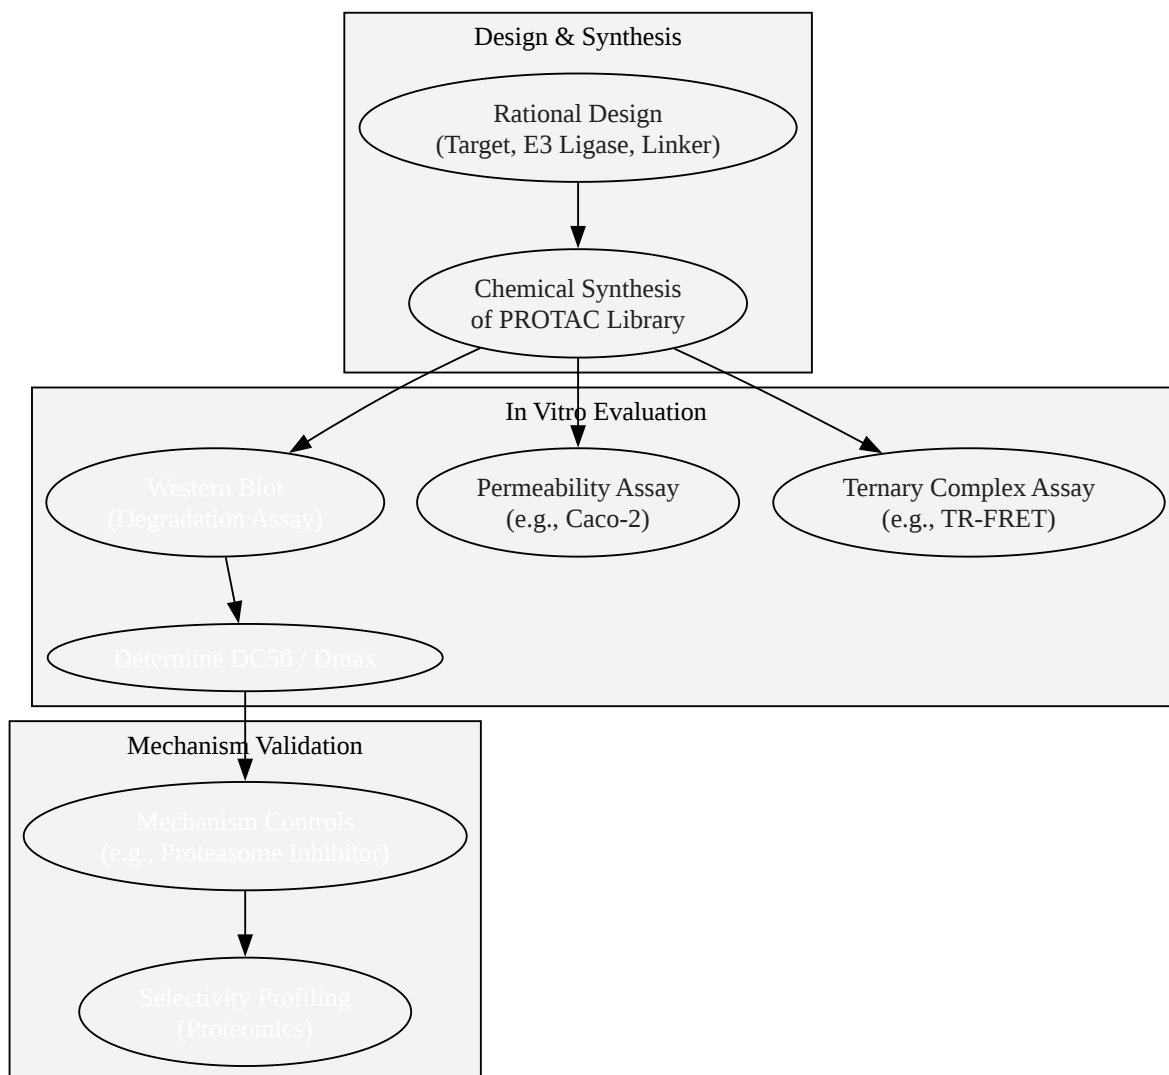 Design & Synthesis
Rational Design
(Target, E3 Ligase, Linker)
Chemical Synthesis
of PROTAC Library
In Vitro Evaluation
Western Blot
(Degradation Assay)
Permeability Assay
(e.g., Caco-2)
Ternary Complex Assay
(e.g., TR-FRET)
Determine DC50 / Dmax
Mechanism Validation
Mechanism Controls
(e.g., Proteasome Inhibitor)
Selectivity Profiling
(Proteomics)